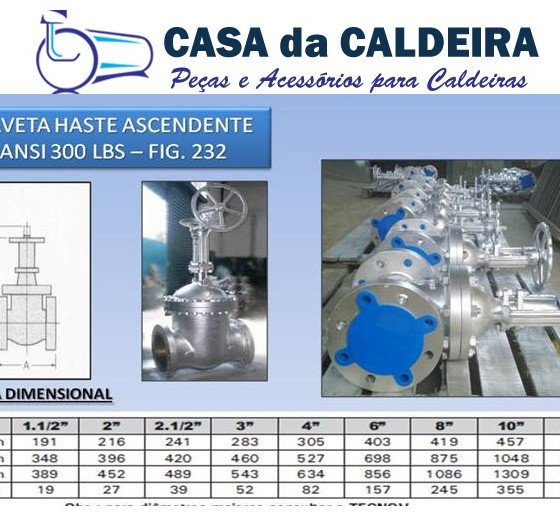 CASA da CALDEIRA
Peças e Acessórios para Caldeiras
AVETA HASTE ASCENDENTE
ANSI 300 LBS – FIG. 232
A
A DIMENSIONAL
1.1/2” 2” 2.1/2” 3” 4” 6” 8” 10”
191 216 241 283 305 403 419 457
348 396 420 460 527 698 875 1048
389 452 489 543 634 856 1086 1309
19 27 39 52 82 157 245 355